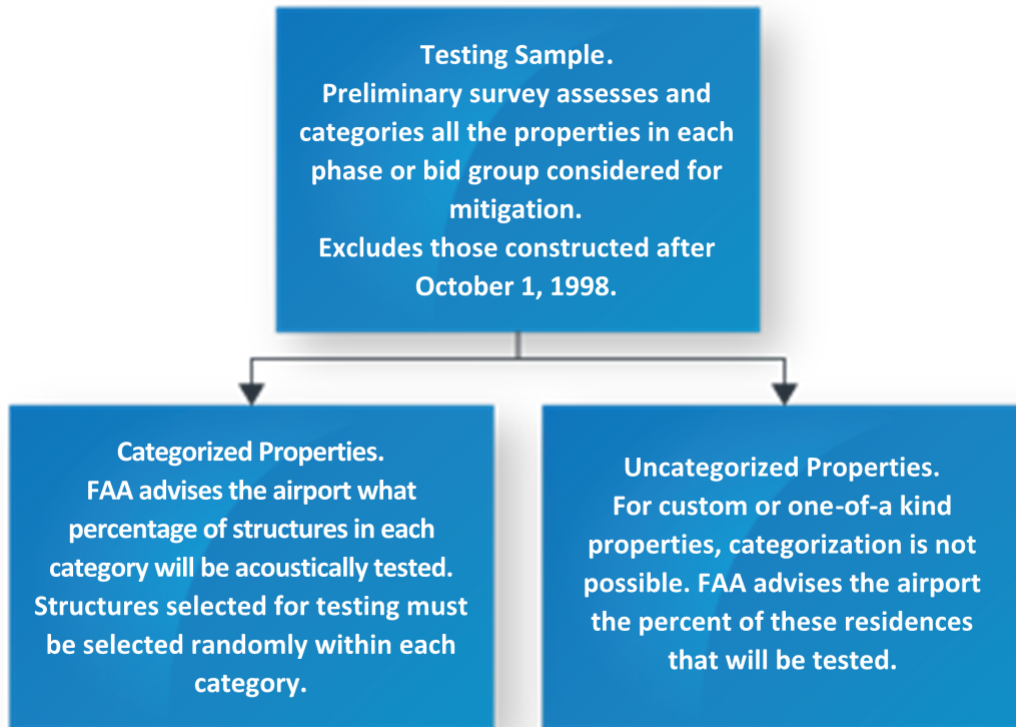 Testing Sample.
Preliminary survey assesses and
categories all the properties in each
phase or bid group considered for
mitigation.
Excludes those constructed after
October 1, 1998.
Categorized Properties.
FAA advises the airport what
percentage of structures in each
category will be acoustically tested.
Structures selected for testing must
be selected randomly within each
category.
Uncategorized Properties.
For custom or one-of-a kind
properties, categorization is not
possible. FAA advises the airport
the percent of these residences
that will be tested.